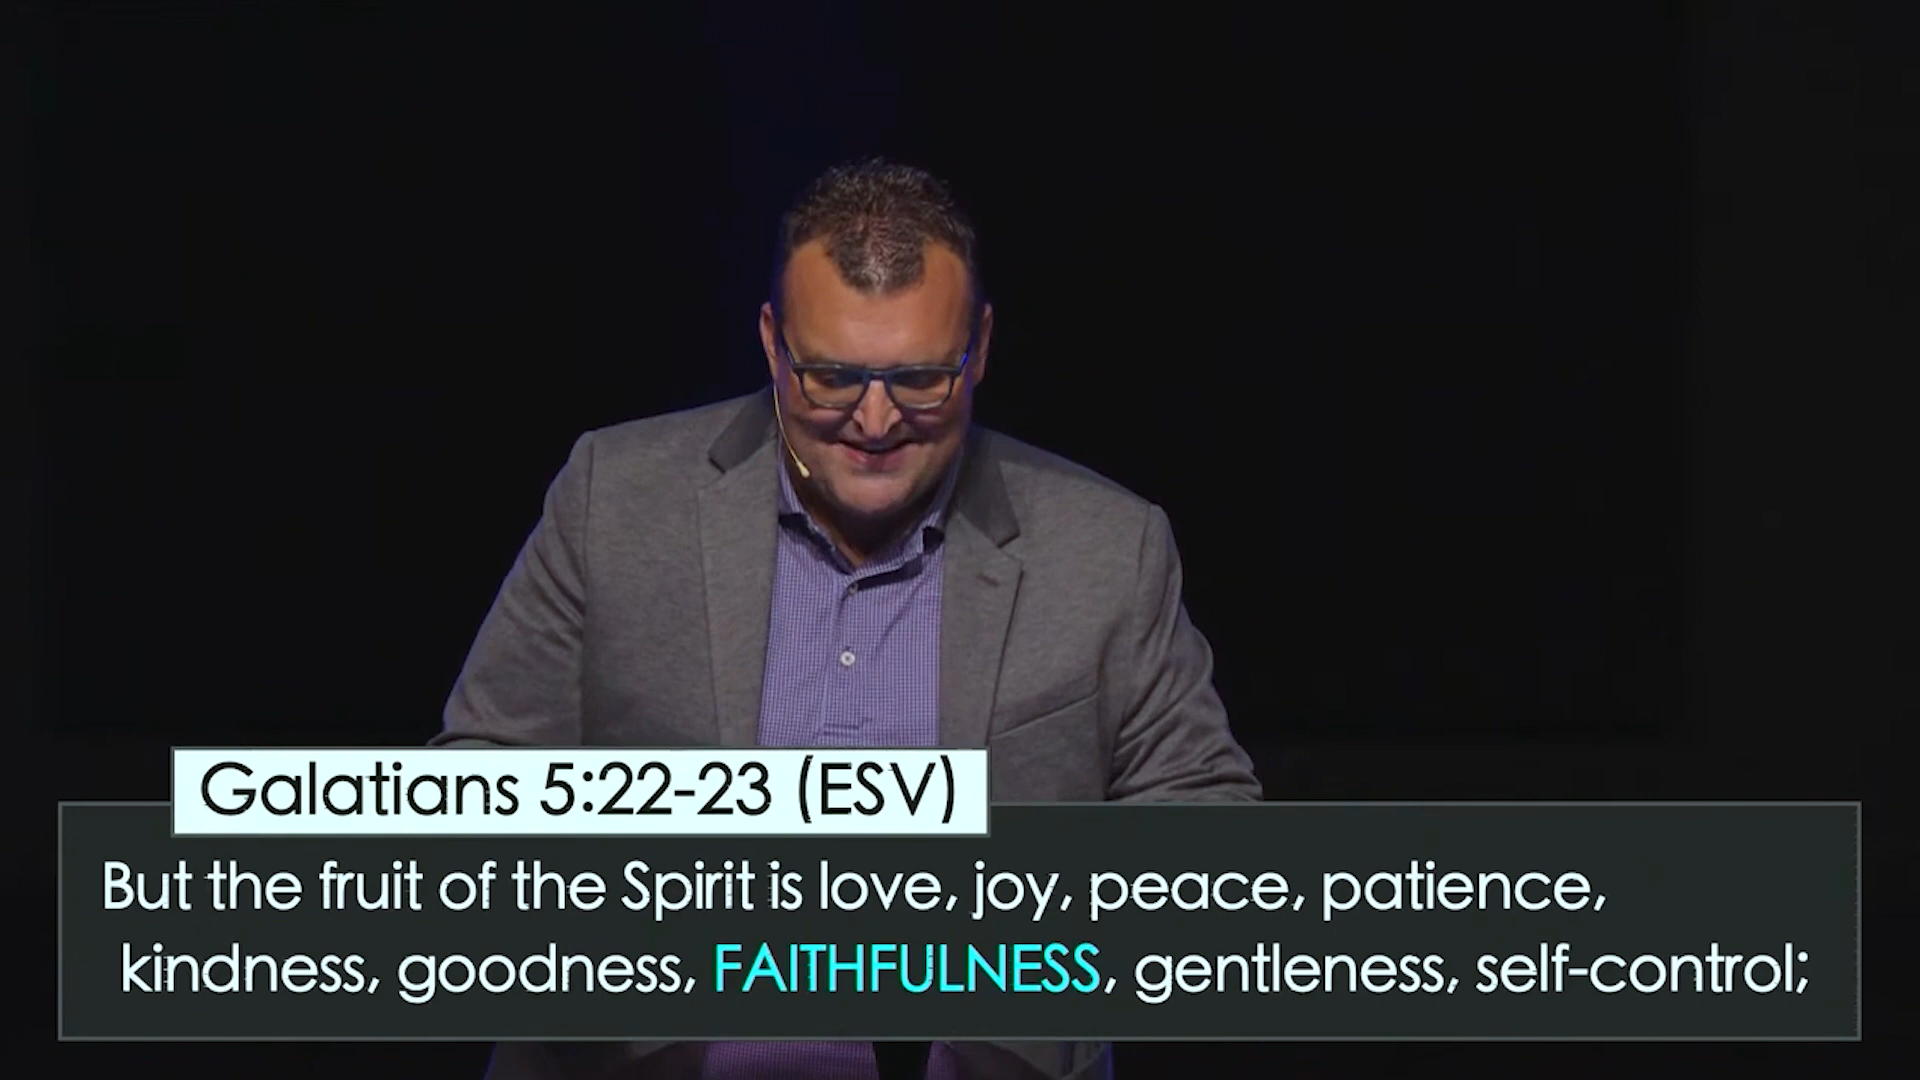 Galatians 5:22-23 (ESV)
But the fruit of the Spirit is love, joy, peace, patience,
kindness, goodness, FAITHFULNESS, gentleness, self-control;